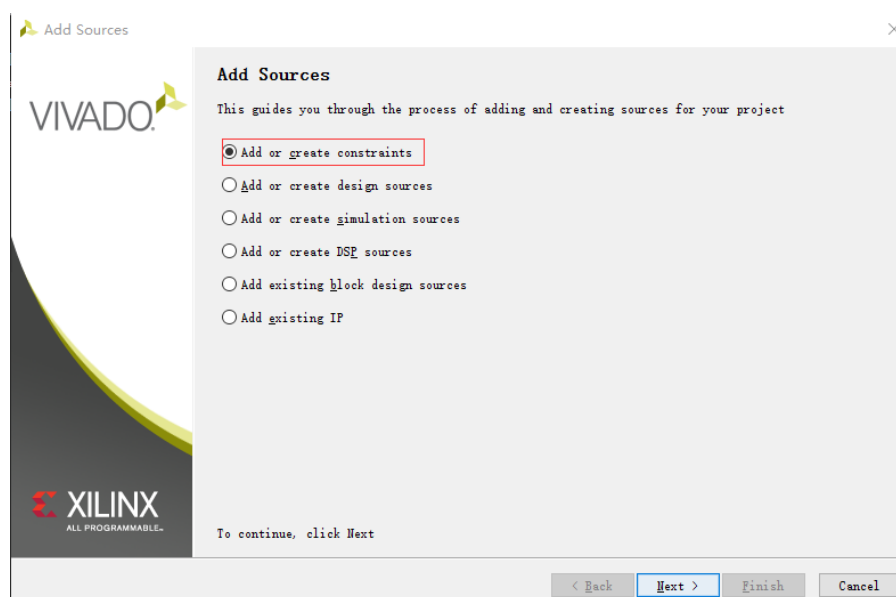 Add Sources
VIVADO.
Add Sources
This guides you through the process of adding and creating sources for your project
Add or create constraints
Add or create design sources
Add or create simulation sources
Add or create DSP sources
Add existing block design sources
Add existing IP
XILINX
ALL PROGRAMMABLE™
To continue, click Next
< Back
Next >
Finish
Cancel